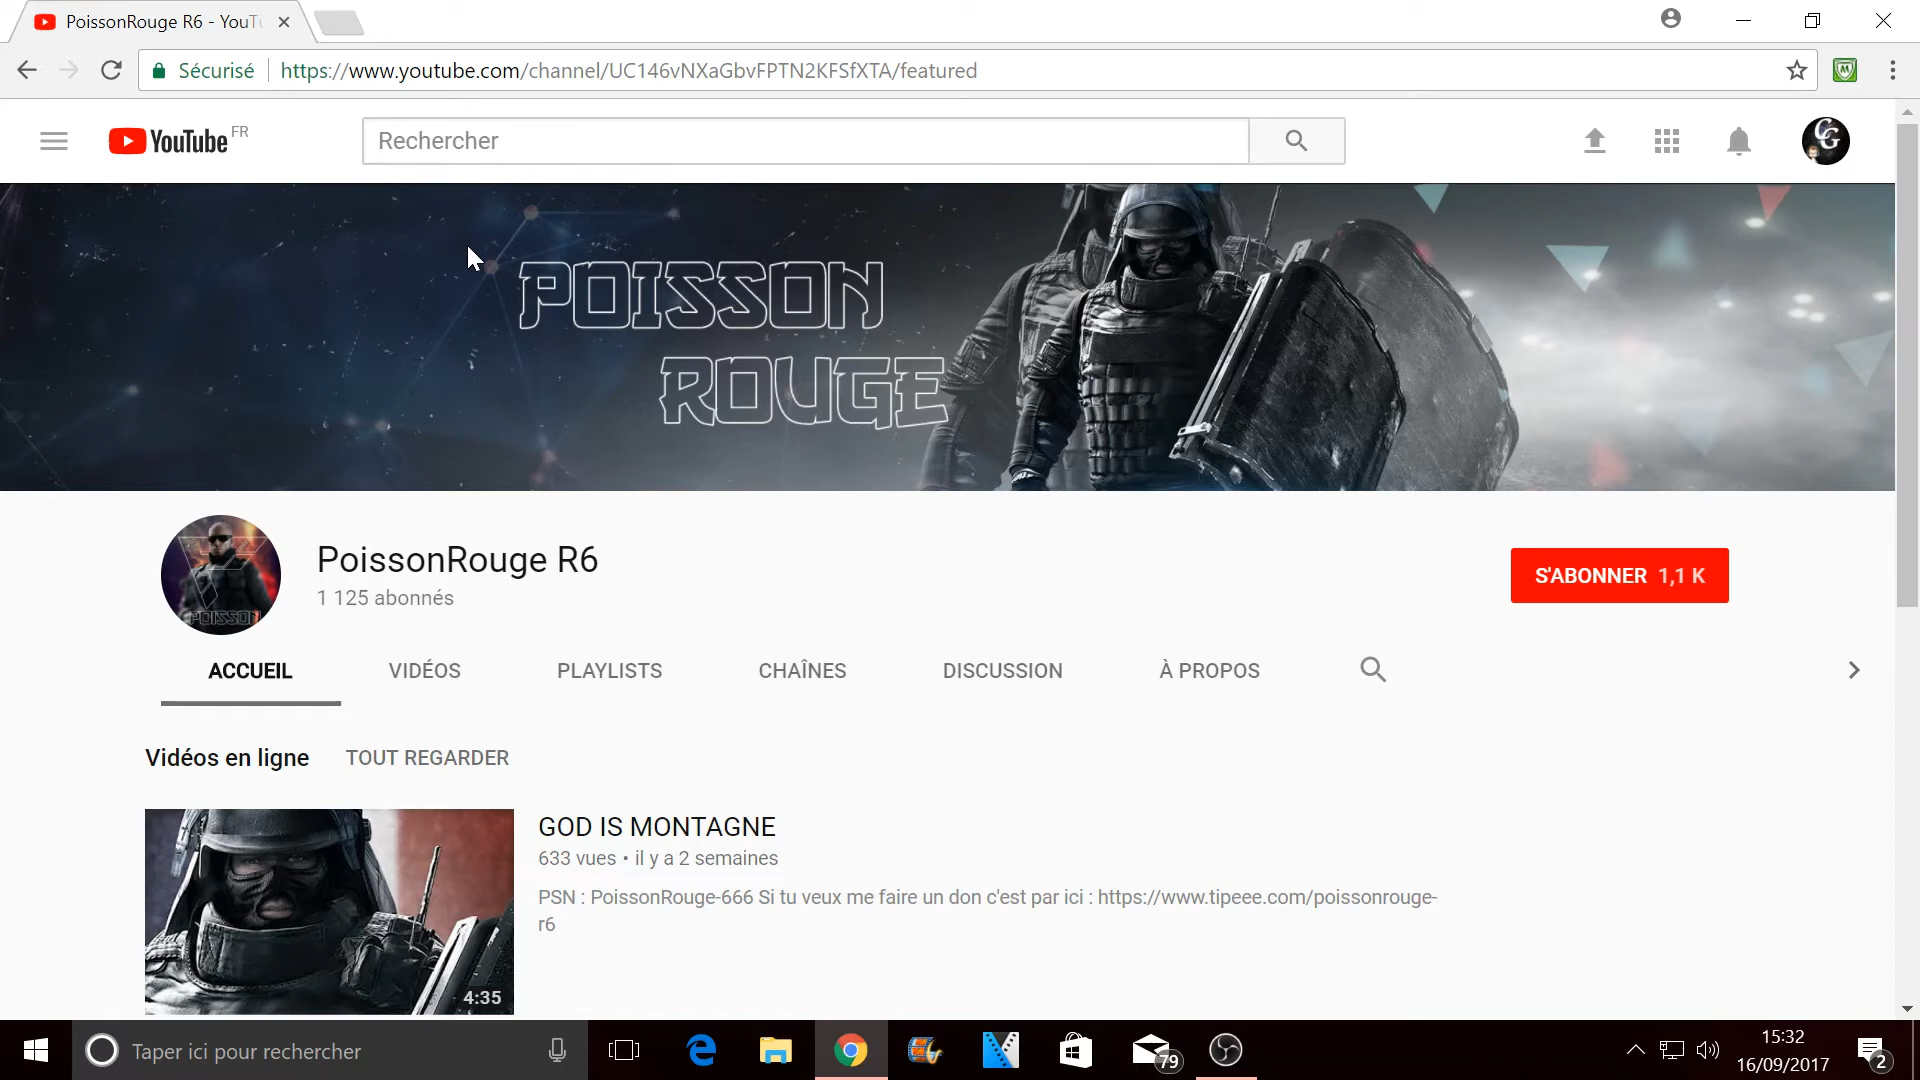 PoissonRouge R6 - YouTu
Sécurisé
https://www.youtube.com/channel/UC146vNXaGbvFPTN2KFSfXTA/featured
YouTube FR
Rechercher
CG
POISSON
ROUGE
POISSON
PoissonRouge R6
1 125 abonnés
S'ABONNER 1,1 K
ACCUEIL
VIDÉOS
PLAYLISTS
CHAÎNES
DISCUSSION
À PROPOS
Vidéos en ligne
TOUT REGARDER
GOD IS MONTAGNE
633 vues • il y a 2 semaines
PSN : PoissonRouge-666 Si tu veux me faire un don c'est par ici : https://www.tipeee.com/poissonrouge-
r6
4:35
Taper ici pour rechercher
79
15:32
16/09/2017
2